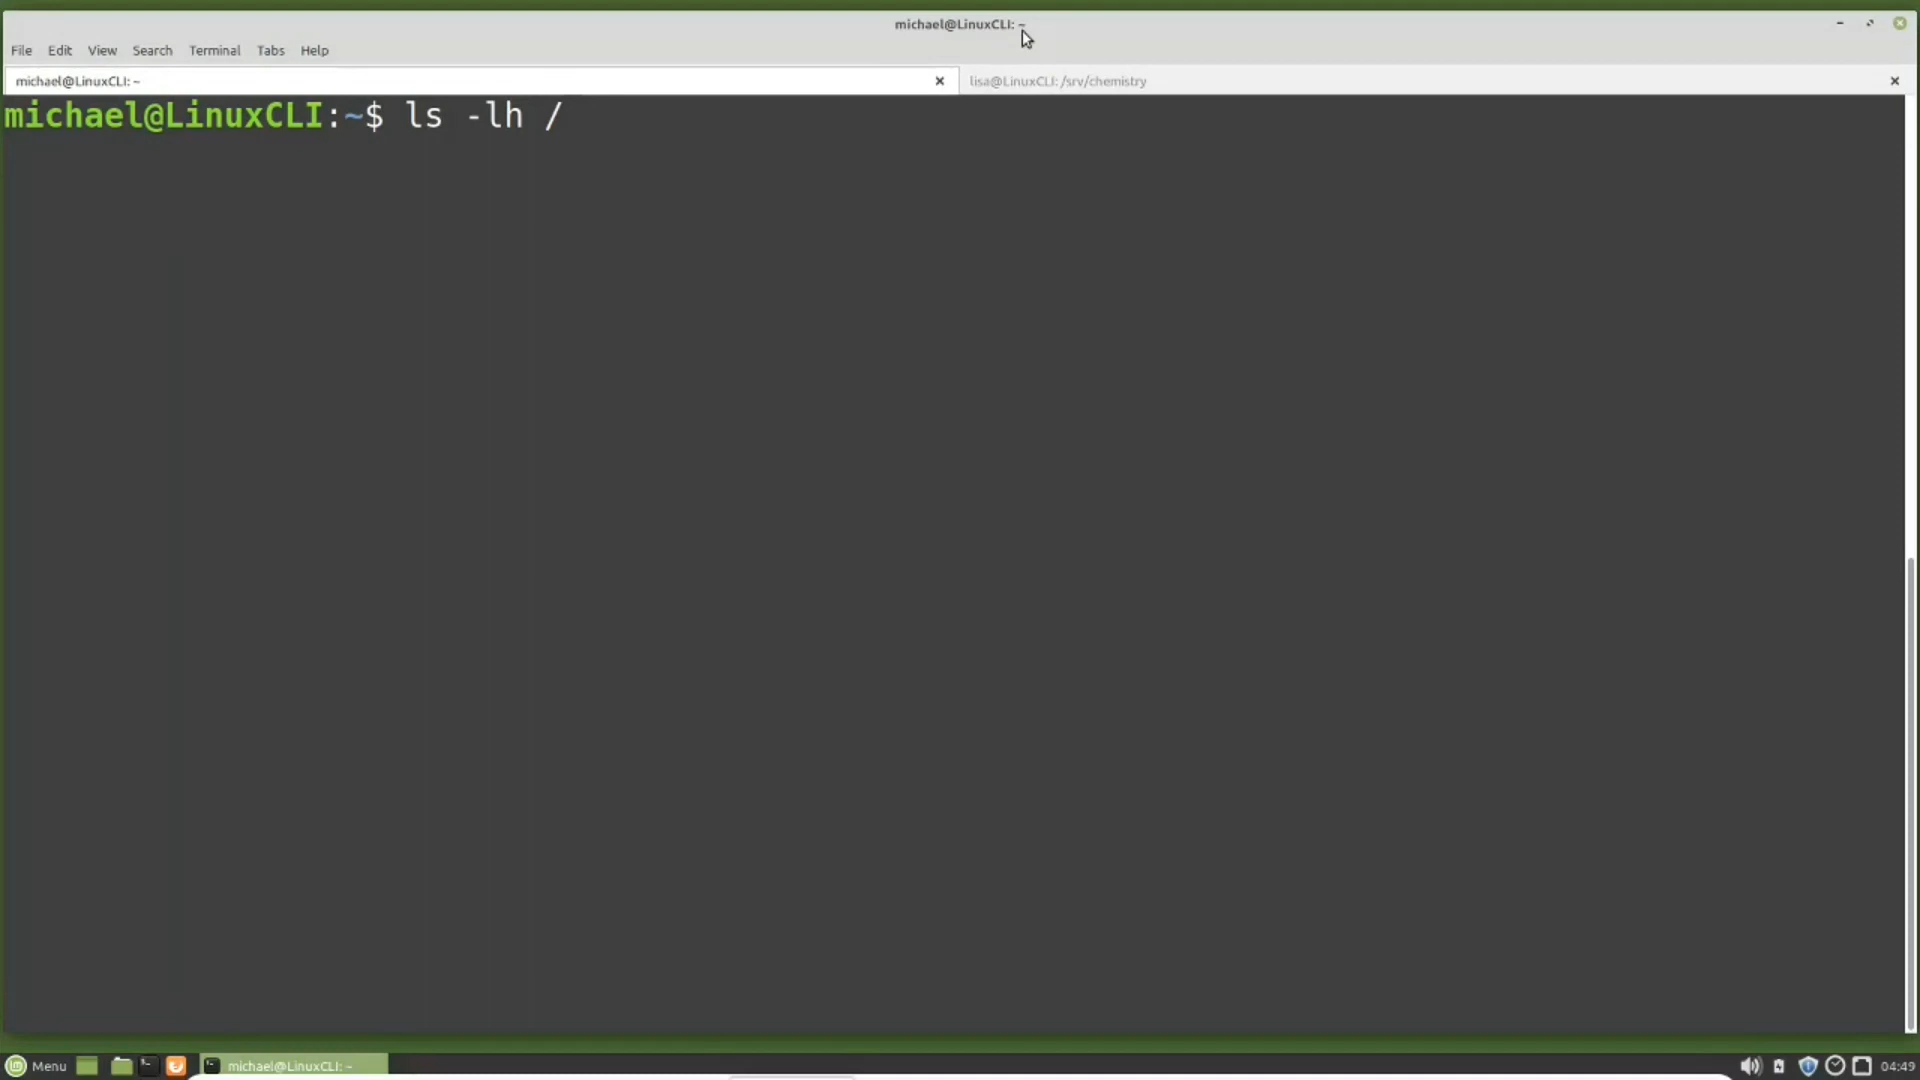 michael@LinuxCLI: ~
File Edit View Search Terminal Tabs Help
michael@LinuxCLI: ~
lisa@LinuxCLI: /srv/chemistry
michael@LinuxCLI:~$ ls -lh /
Menu
michael@LinuxCLI: ~
04:49